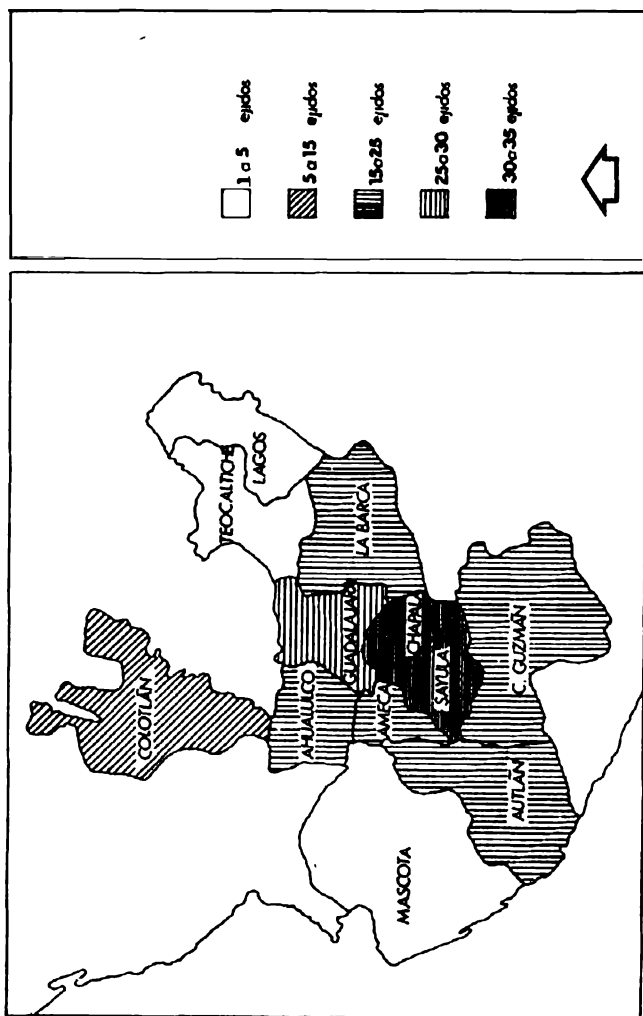 1 a 5 ejidos
5 a 15 ejidos
15 a 25 ejidos
25 a 30 ejidos
30 a 35 ejidos
COLOTLÁN
TEOCALTICHE
LAGOS
AHUALULCO
GUADALAJARA
LA BARCA
AMECA
CHAPALA
SAYULA
MASCOTA
AUTLÁN
C. GUZMÁN